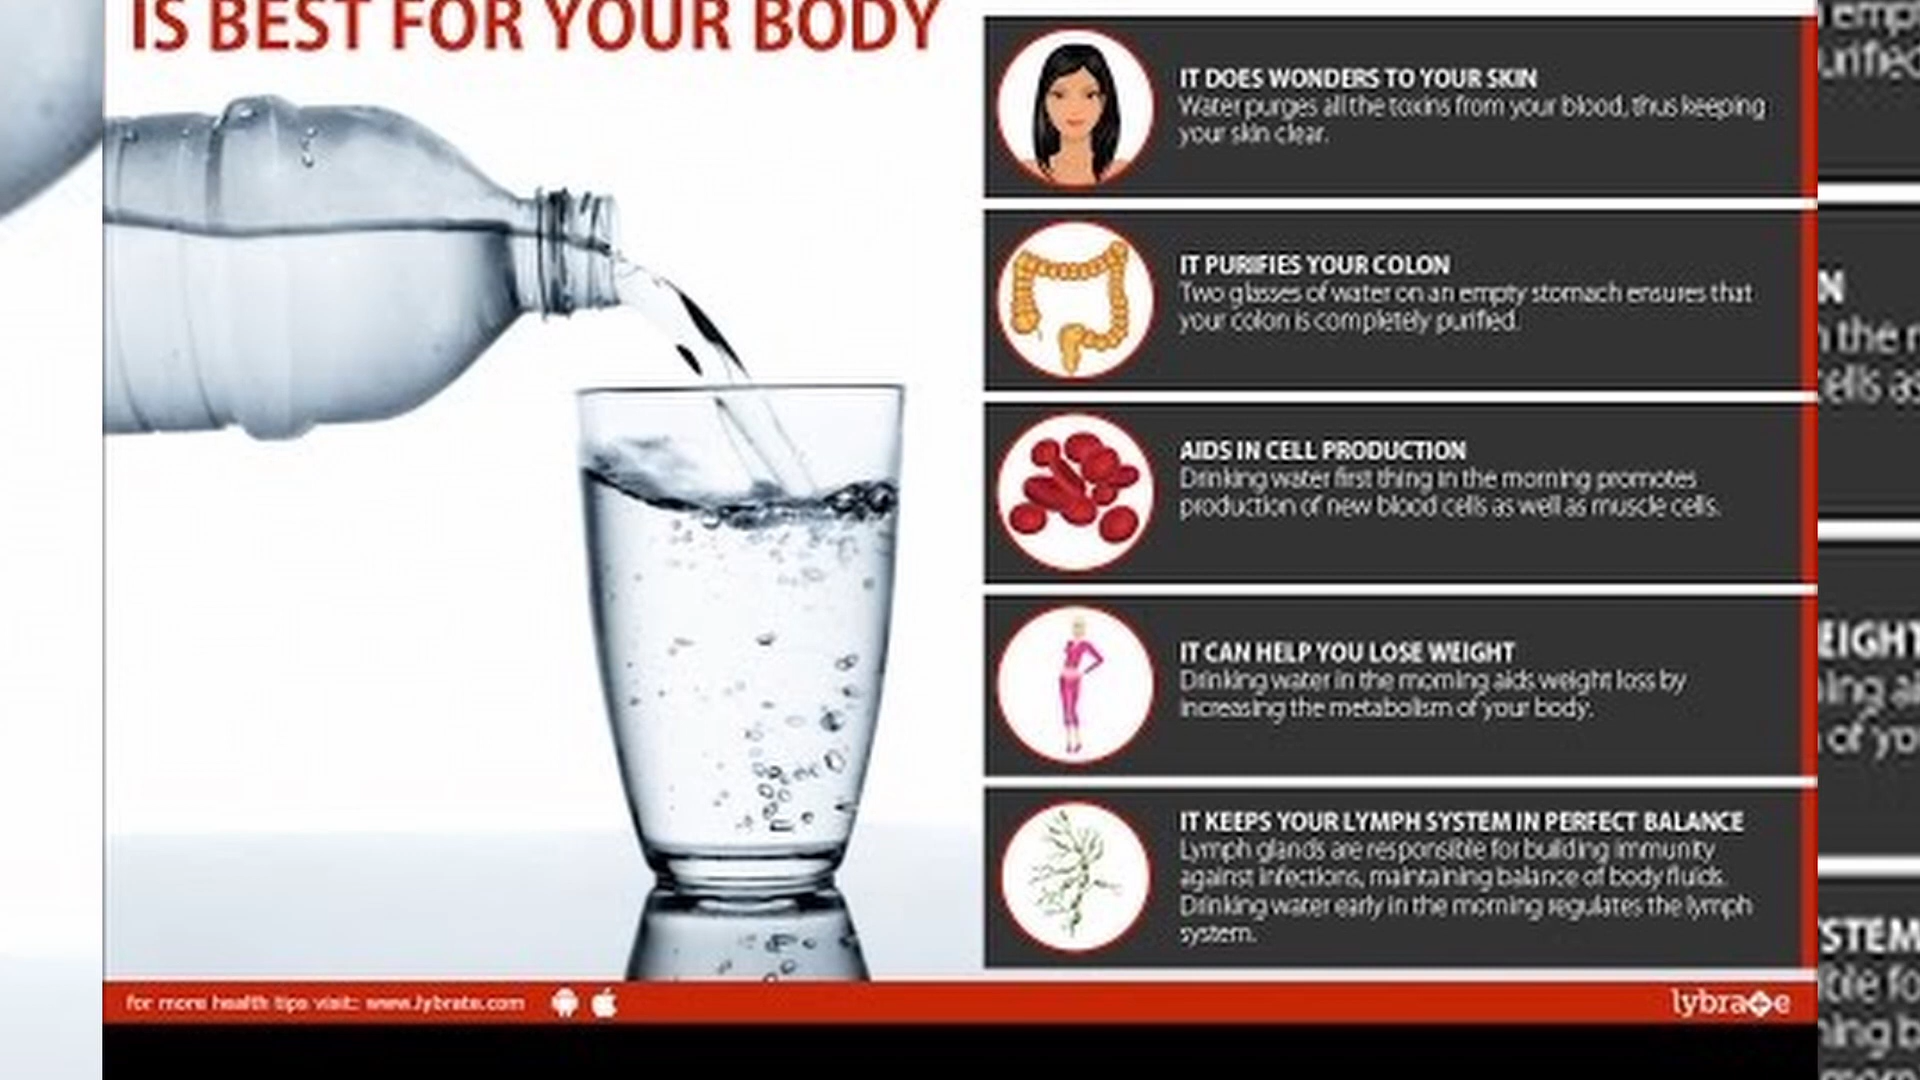 IS BEST FOR YOUR BODY
IT DOES WONDERS TO YOUR SKIN
Water purges all the toxins from your blood, thus keeping
your skin clear.
IT PURIFIES YOUR COLON
Two glasses of water on an empty stomach ensures that
your colon is completely purified.
AIDS IN CELL PRODUCTION
Drinking water first thing in the morning promotes
production of new blood cells as well as muscle cells.
IT CAN HELP YOU LOSE WEIGHT
Drinking water in the morning aids weight loss by
increasing the metabolism of your body.
IT KEEPS YOUR LYMPH SYSTEM IN PERFECT BALANCE
Lymph glands are responsible for building immunity
against infections, maintaining balance of body fluids.
Drinking water early in the morning regulates the lymph
system.
for more health tips visit: www.lybrate.com
lybrate